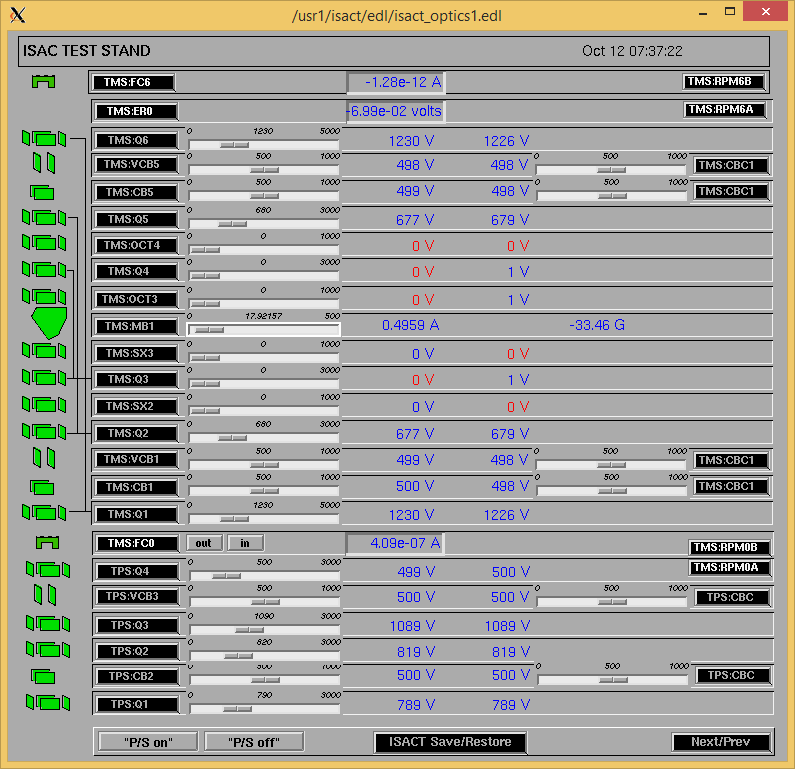 /usr1/isact/edl/isact_optics1.edl
ISAC TEST STAND Oct 12 07:37:22
TMS:FC6 -1.28e-12 A TMS:RPM6B
TMS:ER0 -6.99e-02 volts TMS:RPM6A
TMS:Q6 0 1230 5000 1230 V 1226 V
TMS:VCB5 0 500 1000 498 V 498 V 0 500 1000 TMS:CBC1
TMS:CB5 0 500 1000 499 V 498 V 0 500 1000 TMS:CBC1
TMS:Q5 0 680 3000 677 V 679 V
TMS:OCT4 0 0 1000 0 V 0 V
TMS:Q4 0 0 3000 0 V 1 V
TMS:OCT3 0 0 1000 0 V 1 V
TMS:MB1 0 17.92157 500 0.4959 A -33.46 G
TMS:SX3 0 0 1000 0 V 0 V
TMS:Q3 0 0 3000 0 V 1 V
TMS:SX2 0 0 1000 0 V 0 V
TMS:Q2 0 680 3000 677 V 679 V
TMS:VCB1 0 500 1000 499 V 498 V 0 500 1000 TMS:CBC1
TMS:CB1 0 500 1000 500 V 498 V 0 500 1000 TMS:CBC1
TMS:Q1 0 1230 5000 1230 V 1226 V
TMS:FC0 out in 4.09e-07 A TMS:RPM0B
TPS:Q4 0 500 3000 499 V 500 V TMS:RPM0A
TPS:VCB3 0 500 1000 500 V 500 V 0 500 1000 TPS:CBC
TPS:Q3 0 1090 3000 1089 V 1089 V
TPS:Q2 0 820 3000 819 V 819 V
TPS:CB2 0 500 1000 500 V 500 V 0 500 1000 TPS:CBC
TPS:Q1 0 790 3000 789 V 789 V
"P/S on" "P/S off" ISACT Save/Restore Next/Prev